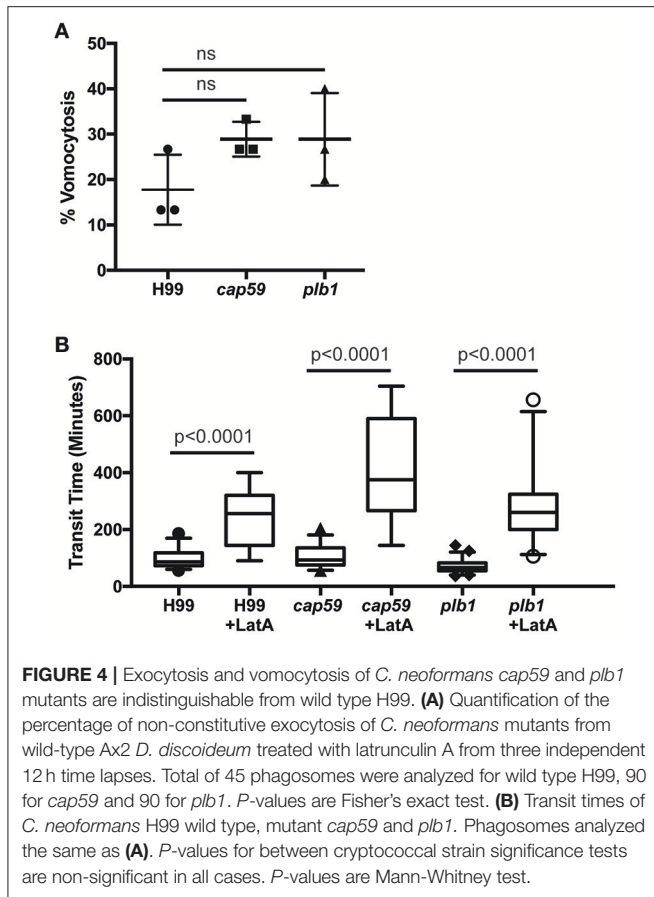 A
50
40
30
20
10
0
% Vomocytosis
ns
ns
H99 cap59 plb1
B
800
600
400
200
0
Transit Time (Minutes)
p<0.0001 p<0.0001
p<0.0001
H99 H99 cap59 cap59 plb1 plb1
+LatA +LatA +LatA
FIGURE 4 | Exocytosis and vomocytosis of C. neoformans cap59 and plb1
mutants are indistinguishable from wild type H99. (A) Quantification of the
percentage of non-constitutive exocytosis of C. neoformans mutants from
wild-type Ax2 D. discoideum treated with latrunculin A from three independent
12 h time lapses. Total of 45 phagosomes were analyzed for wild type H99, 90
for cap59 and 90 for plb1. P-values are Fisher's exact test. (B) Transit times of
C. neoformans H99 wild type, mutant cap59 and plb1. Phagosomes analyzed
the same as (A). P-values for between cryptococcal strain significance tests
are non-significant in all cases. P-values are Mann-Whitney test.